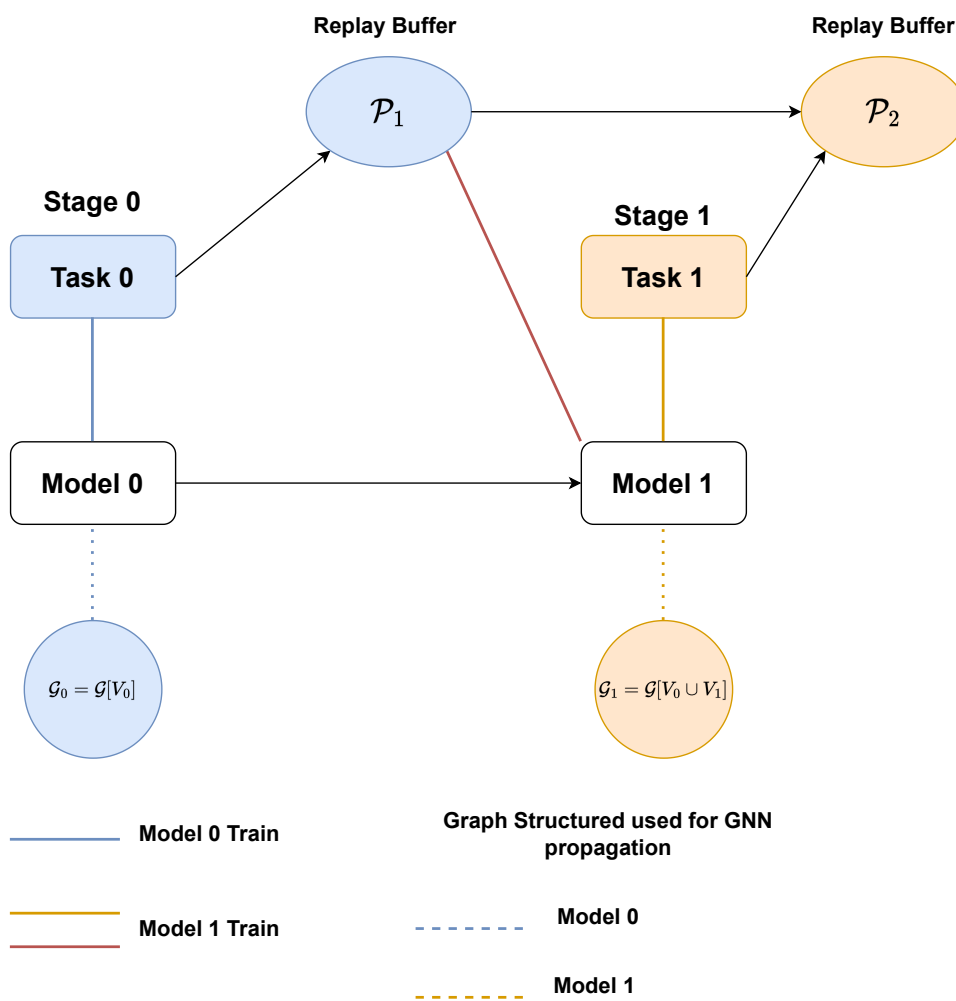 Replay Buffer
Replay Buffer
𝒫₁
𝒫₂
Stage 0
Stage 1
Task 0
Task 1
Model 0
Model 1
𝒢₀ = 𝒢[V₀]
𝒢₁ = 𝒢[V₀ ∪ V₁]
Model 0 Train
Graph Structured used for GNN
propagation
Model 1 Train
Model 0
Model 1